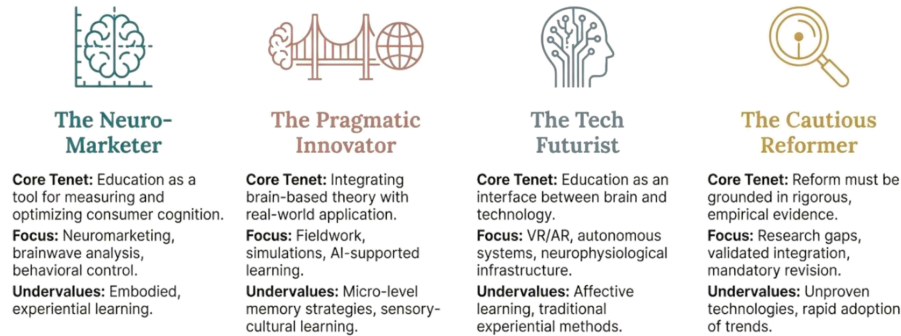 The Neuro-
Marketer
Core Tenet: Education as a
tool for measuring and
optimizing consumer cognition.
Focus: Neuromarketing,
brainwave analysis,
behavioral control.
Undervalues: Embodied,
experiential learning.
The Pragmatic
Innovator
Core Tenet: Integrating
brain-based theory with
real-world application.
Focus: Fieldwork,
simulations, AI-supported
learning.
Undervalues: Micro-level
memory strategies, sensory-
cultural learning.
The Tech
Futurist
Core Tenet: Education as an
interface between brain and
technology.
Focus: VR/AR, autonomous
systems, neurophysiological
infrastructure.
Undervalues: Affective
learning, traditional
experiential methods.
The Cautious
Reformer
Core Tenet: Reform must be
grounded in rigorous,
empirical evidence.
Focus: Research gaps,
validated integration,
mandatory revision.
Undervalues: Unproven
technologies, rapid adoption
of trends.